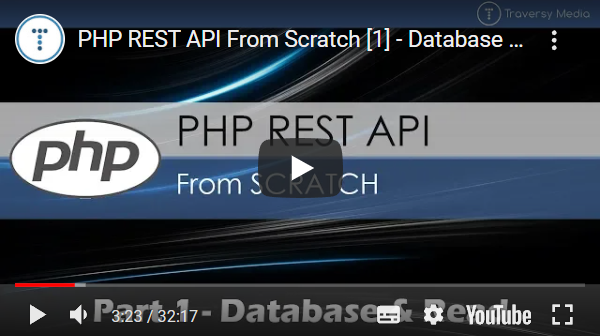 Traversy Media
PHP REST API From Scratch [1] - Database ...
php
PHP REST API
From SCRATCH
Part 1 - Database & Read
3:23 / 32:17
YouTube